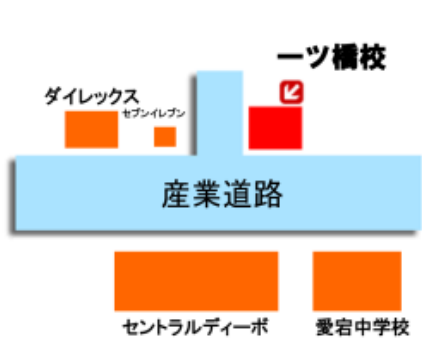 一ツ橋校
ダイレックス
セブンイレブン
産業道路
セントラルディーボ
愛宕中学校